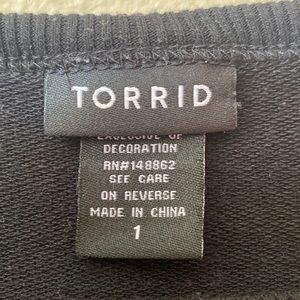 TORRID
EXCLUSIVE OF
DECORATION
RN#148862
SEE CARE
ON REVERSE
MADE IN CHINA
1